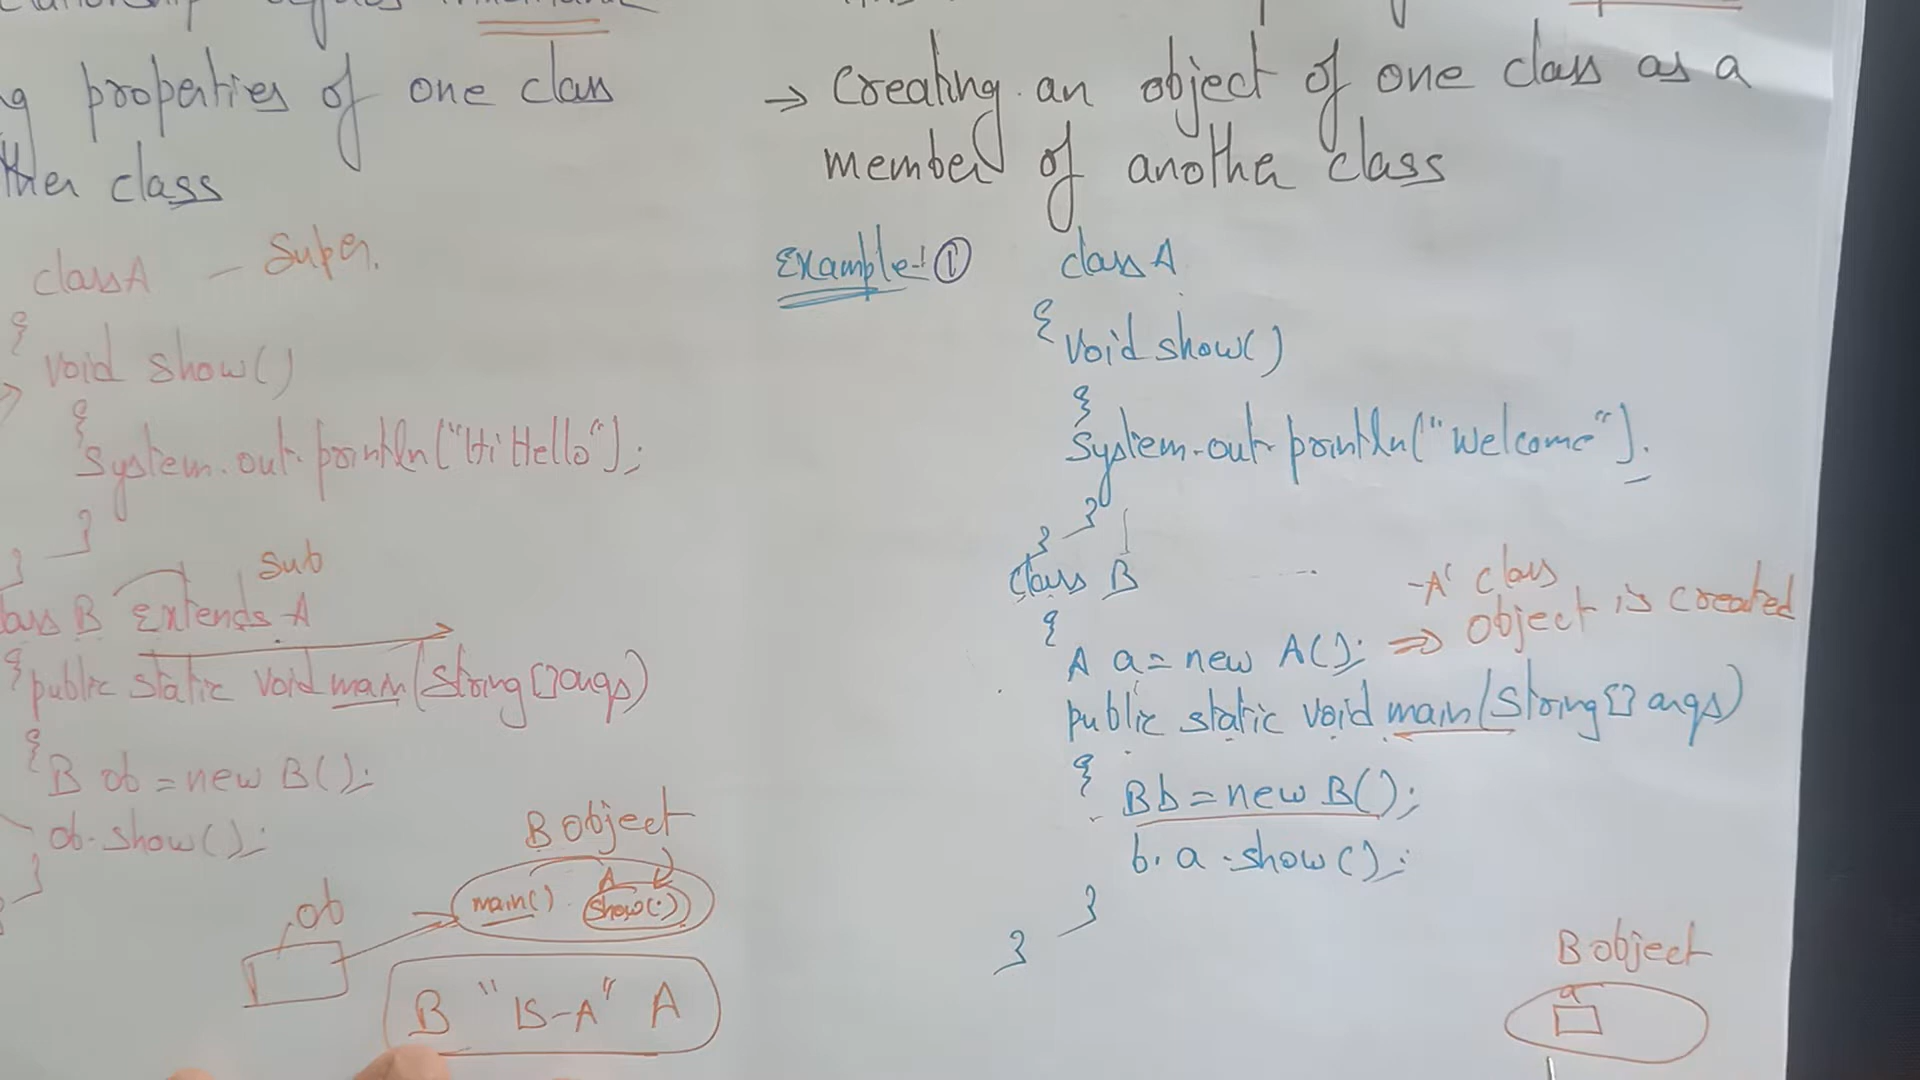 ng properties of one class
ther class
class A - Super.
{
void show()
{
System.out.println("Hi Hello");
}
}
Sub
class B extends A
{ public static void main(String[] args)
{
B ob = new B();
ob.show();
}
}
B object
ob
main() A show()
B "IS-A" A
→ Creating an object of one class as a
member of another class
Example:- ①
class A
{
void show()
{
System.out.println("Welcome");
}
}
class B
{
A a = new A(); ⇒ 'A' class
object is created
public static void main(String[] args)
{
B b = new B();
b.a.show();
}
}
B object
a